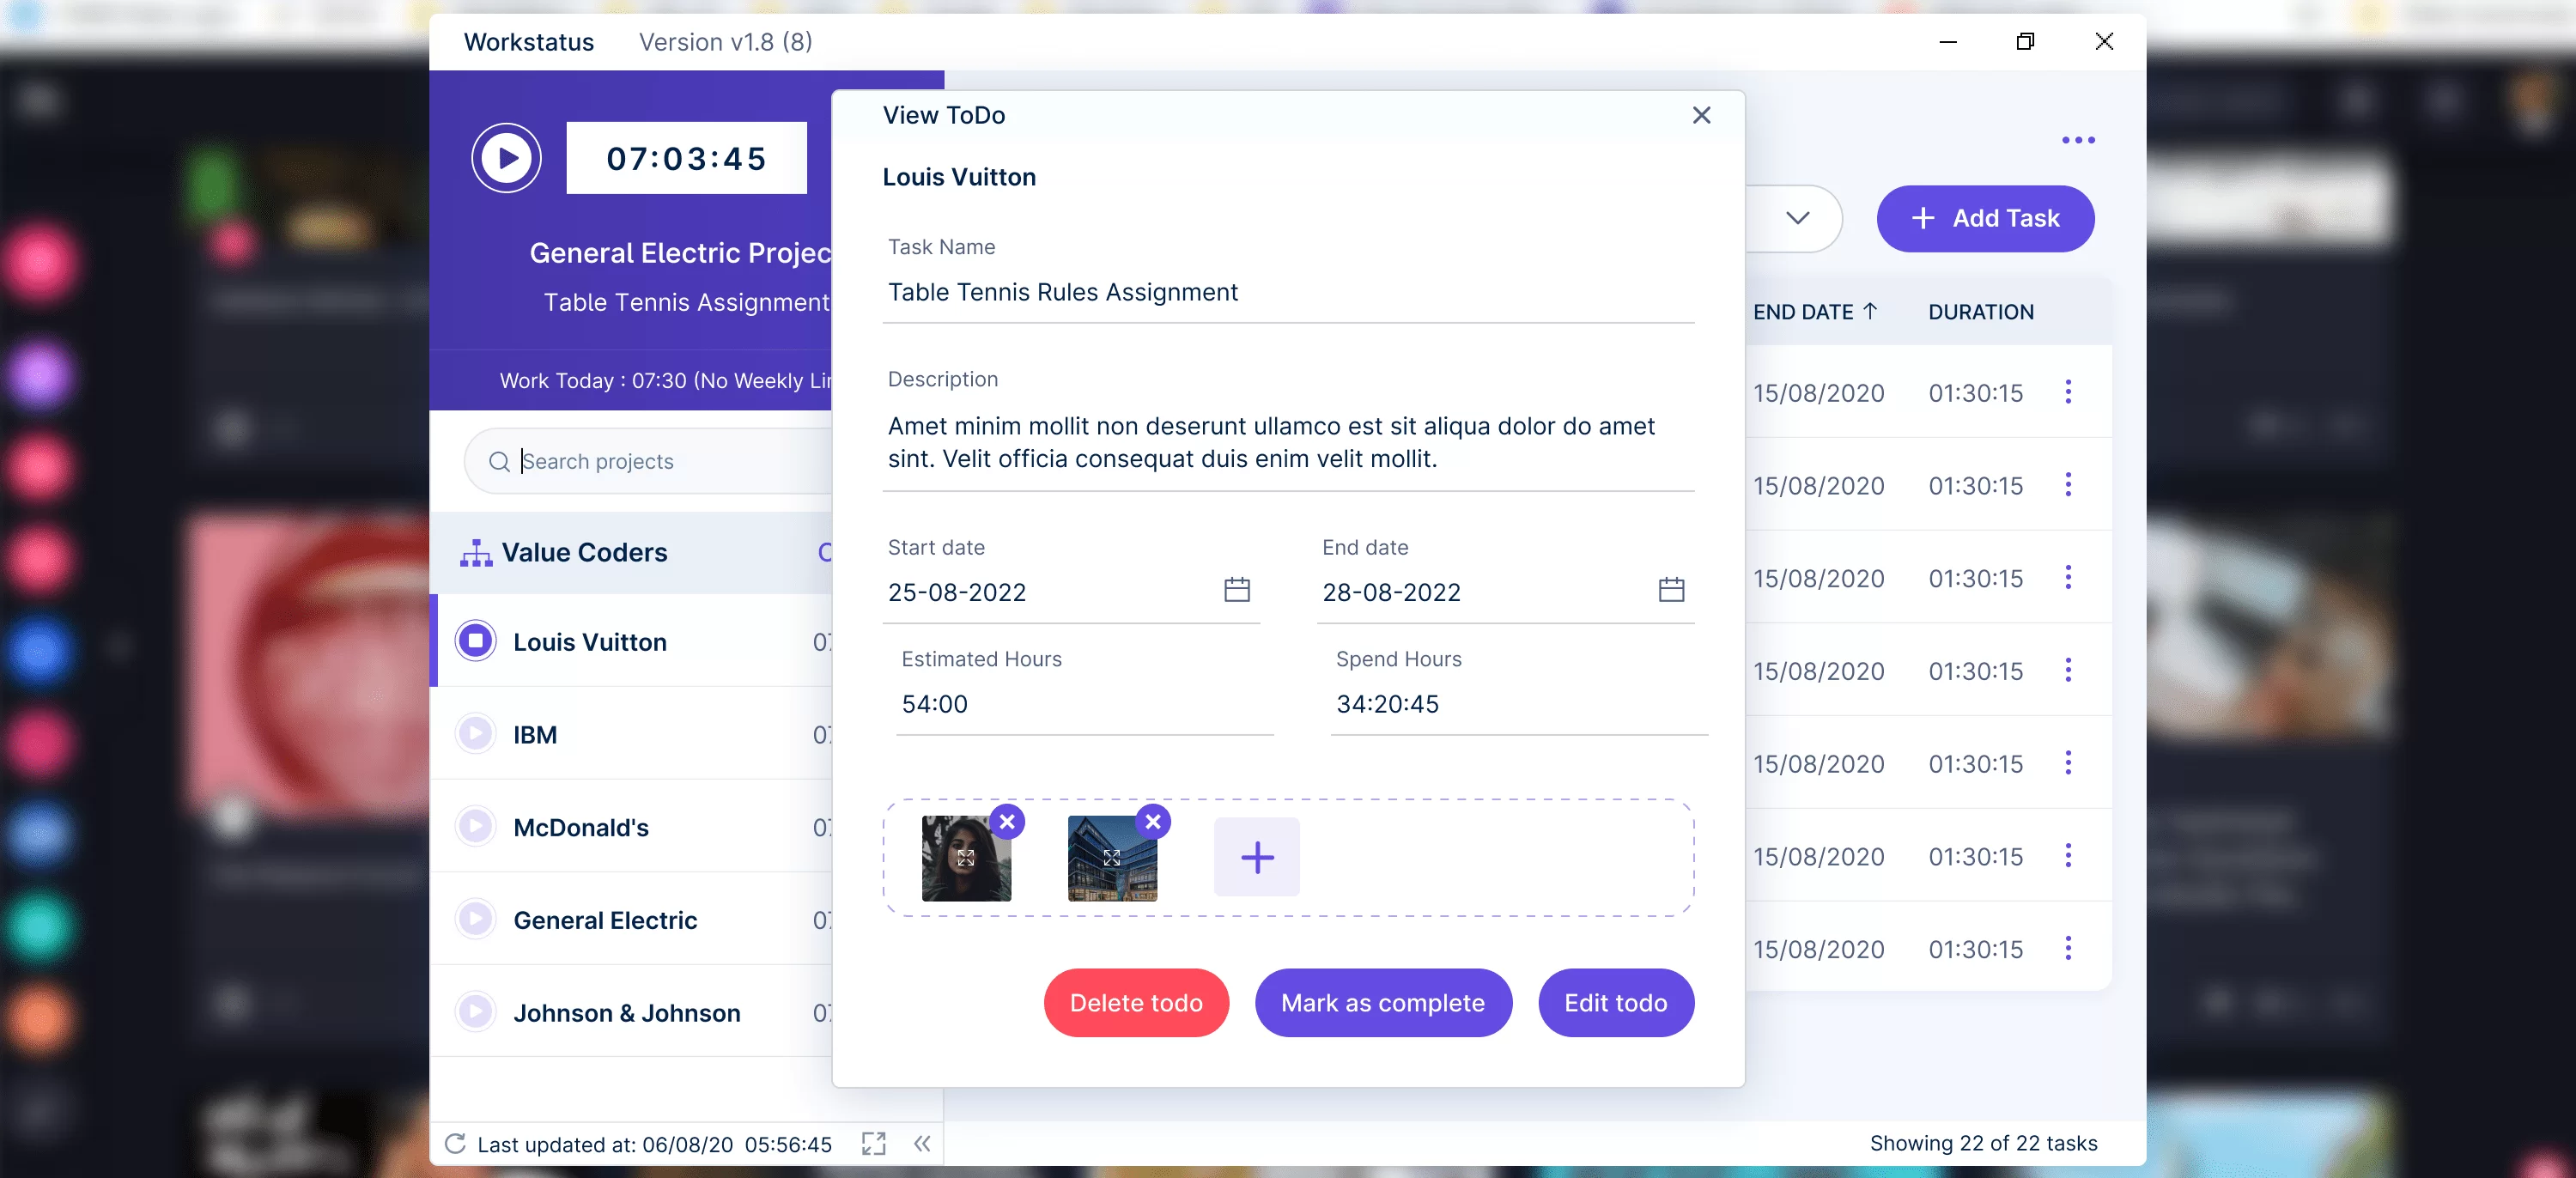 Workstatus Version v1.8 (8)
07:03:45
General Electric Projec
Table Tennis Assignment
Work Today : 07:30 (No Weekly Lir
Search projects
Value Coders
Louis Vuitton 07
IBM 07
McDonald's 07
General Electric 07
Johnson & Johnson 07
Last updated at: 06/08/20 05:56:45
View ToDo
Louis Vuitton
Task Name
Table Tennis Rules Assignment
Description
Amet minim mollit non deserunt ullamco est sit aliqua dolor do amet
sint. Velit officia consequat duis enim velit mollit.
Start date End date
25-08-2022 28-08-2022
Estimated Hours Spend Hours
54:00 34:20:45
Delete todo Mark as complete Edit todo
Add Task
END DATE ↑ DURATION
15/08/2020 01:30:15
15/08/2020 01:30:15
15/08/2020 01:30:15
15/08/2020 01:30:15
15/08/2020 01:30:15
15/08/2020 01:30:15
15/08/2020 01:30:15
Showing 22 of 22 tasks